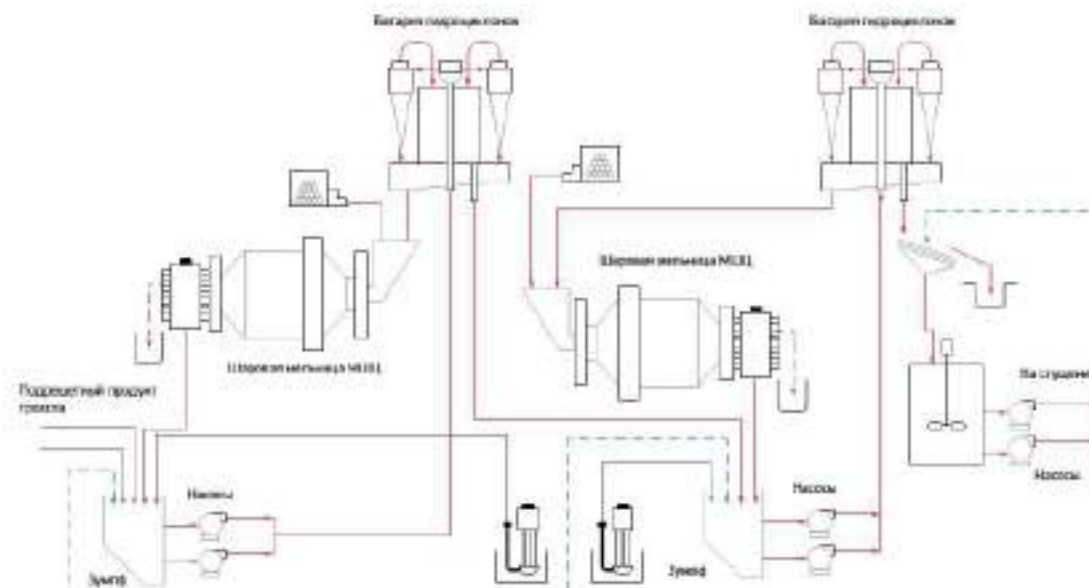 Батарея гидроциклонов
Батарея гидроциклонов
Шаровая мельница
Шаровая мельница
Подрешетный продукт
грохота
На сгущение
Насосы
Насосы
Насосы
Зумпф
Зумпф